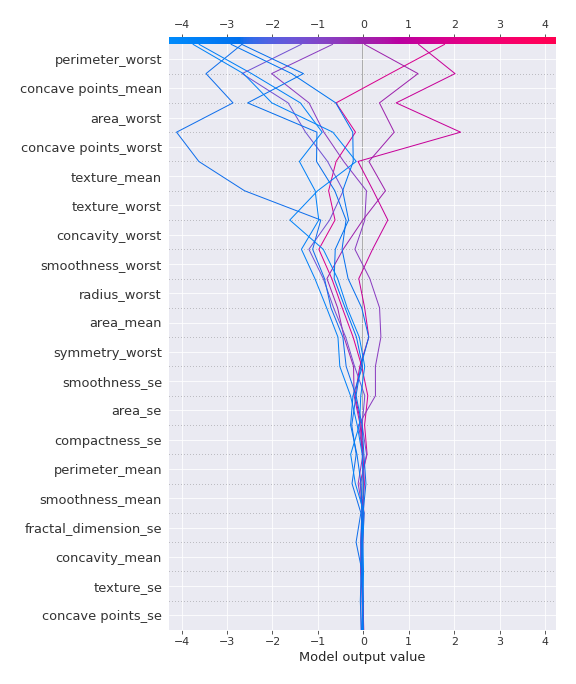 −4 −3 −2 −1 0 1 2 3 4
perimeter_worst
concave points_mean
area_worst
concave points_worst
texture_mean
texture_worst
concavity_worst
smoothness_worst
radius_worst
area_mean
symmetry_worst
smoothness_se
area_se
compactness_se
perimeter_mean
smoothness_mean
fractal_dimension_se
concavity_mean
texture_se
concave points_se
−4 −3 −2 −1 0 1 2 3 4
Model output value